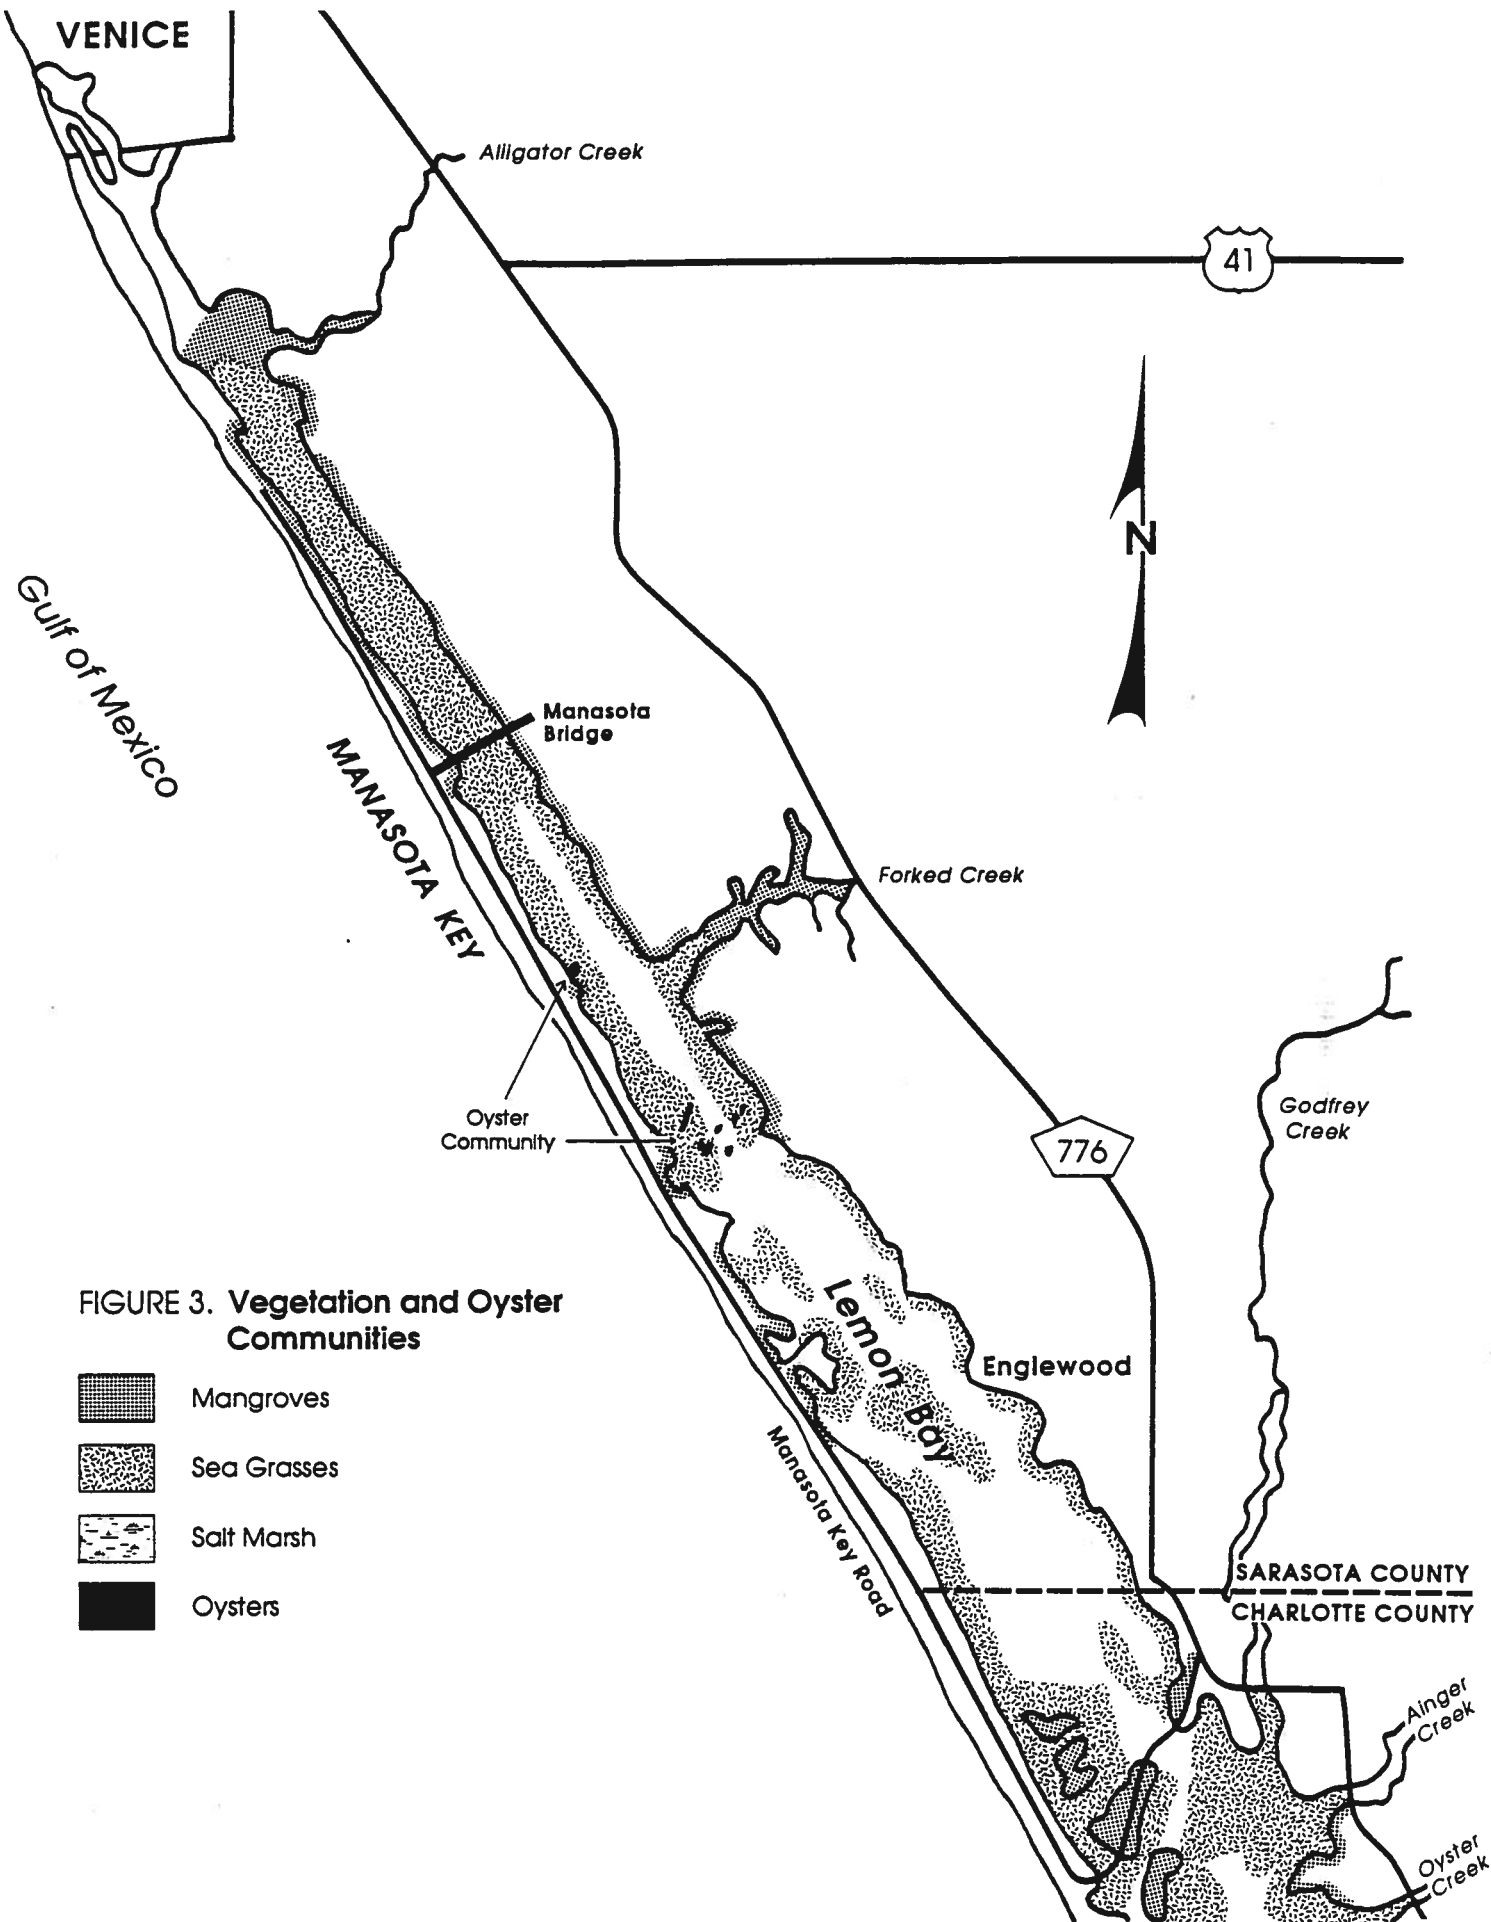 VENICE
Alligator Creek
41
N
Gulf of Mexico
Manasota
Bridge
MANASOTA KEY
Forked Creek
Godfrey
Creek
Oyster
Community
776
FIGURE 3. Vegetation and Oyster
Communities
Mangroves
Sea Grasses
Salt Marsh
Oysters
Lemon Bay
Englewood
Manasota Key Road
SARASOTA COUNTY
CHARLOTTE COUNTY
Ainger
Creek
Oyster
Creek